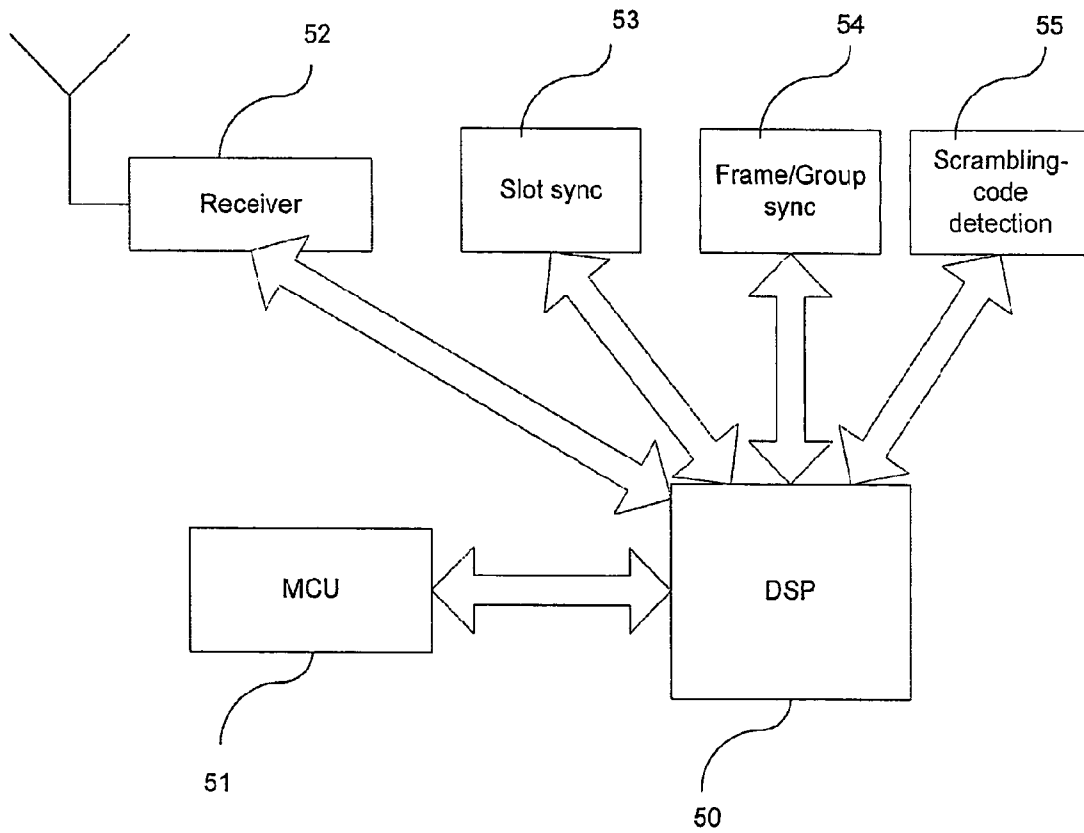 53
54
55
52
Receiver
Slot sync
Frame/Group
sync
Scrambling-
code
detection
MCU
DSP
51
50